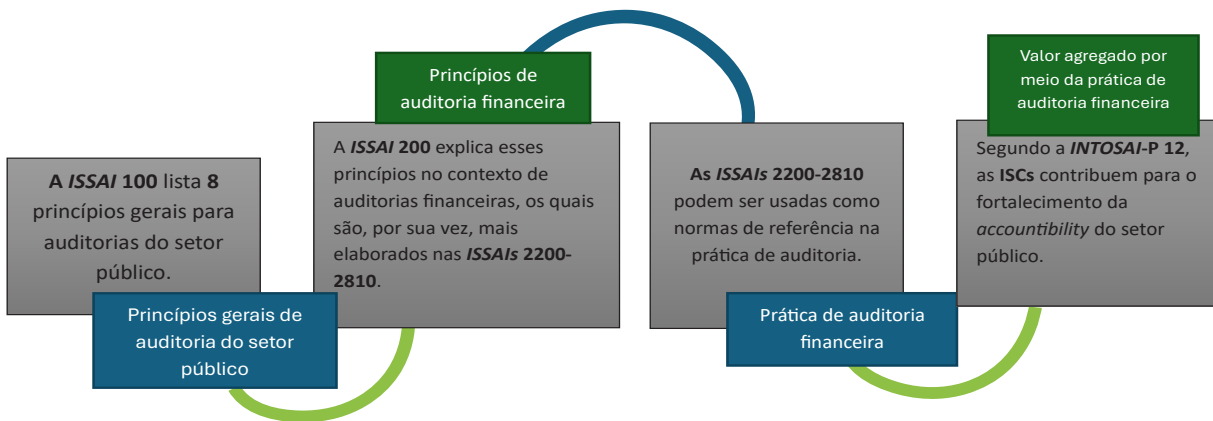 A ISSAI 100 lista 8
princípios gerais para
auditorias do setor
público.
Princípios gerais de
auditoria do setor
público
Princípios de
auditoria financeira
A ISSAI 200 explica esses
princípios no contexto de
auditorias financeiras, os quais
são, por sua vez, mais
elaborados nas ISSAIs 2200-
2810.
As ISSAIs 2200-2810
podem ser usadas como
normas de referência na
prática de auditoria.
Prática de auditoria
financeira
Valor agregado por
meio da prática de
auditoria financeira
Segundo a INTOSAI-P 12,
as ISCs contribuem para o
fortalecimento da
accountibility do setor
público.